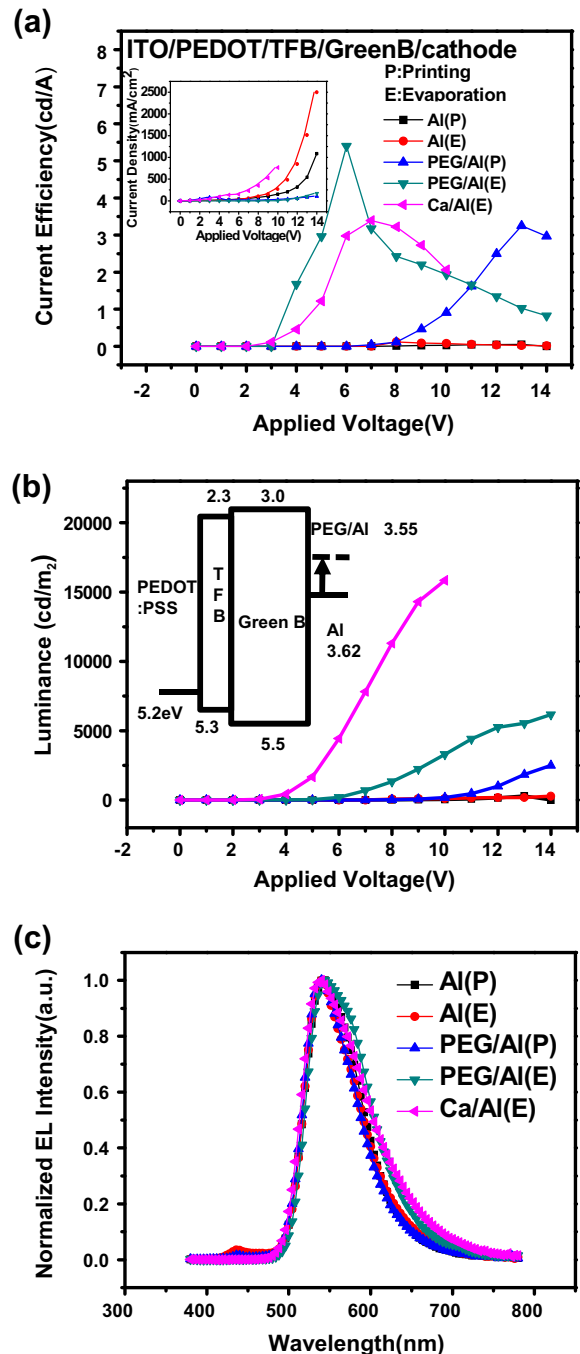 (a)
ITO/PEDOT/TFB/GreenB/cathode
P:Printing
E:Evaporation
Al(P)
Al(E)
PEG/Al(P)
PEG/Al(E)
Ca/Al(E)
Current Density(mA/cm²)
2500
2000
1500
1000
500
0
0 2 4 6 8 10 12 14
Applied Voltage(V)
Current Efficiency(cd/A)
8
7
6
5
4
3
2
1
0
-2 0 2 4 6 8 10 12 14
Applied Voltage(V)
(b)
Luminance (cd/m₂)
20000
15000
10000
5000
0
2.3 3.0
PEG/Al 3.55
PEDOT
:PSS
TFB
Green B
Al
3.62
5.2eV
5.3
5.5
-2 0 2 4 6 8 10 12 14
Applied Voltage(V)
(c)
Normalized EL Intensity(a.u.)
1.0
0.8
0.6
0.4
0.2
0.0
Al(P)
Al(E)
PEG/Al(P)
PEG/Al(E)
Ca/Al(E)
300 400 500 600 700 800
Wavelength(nm)